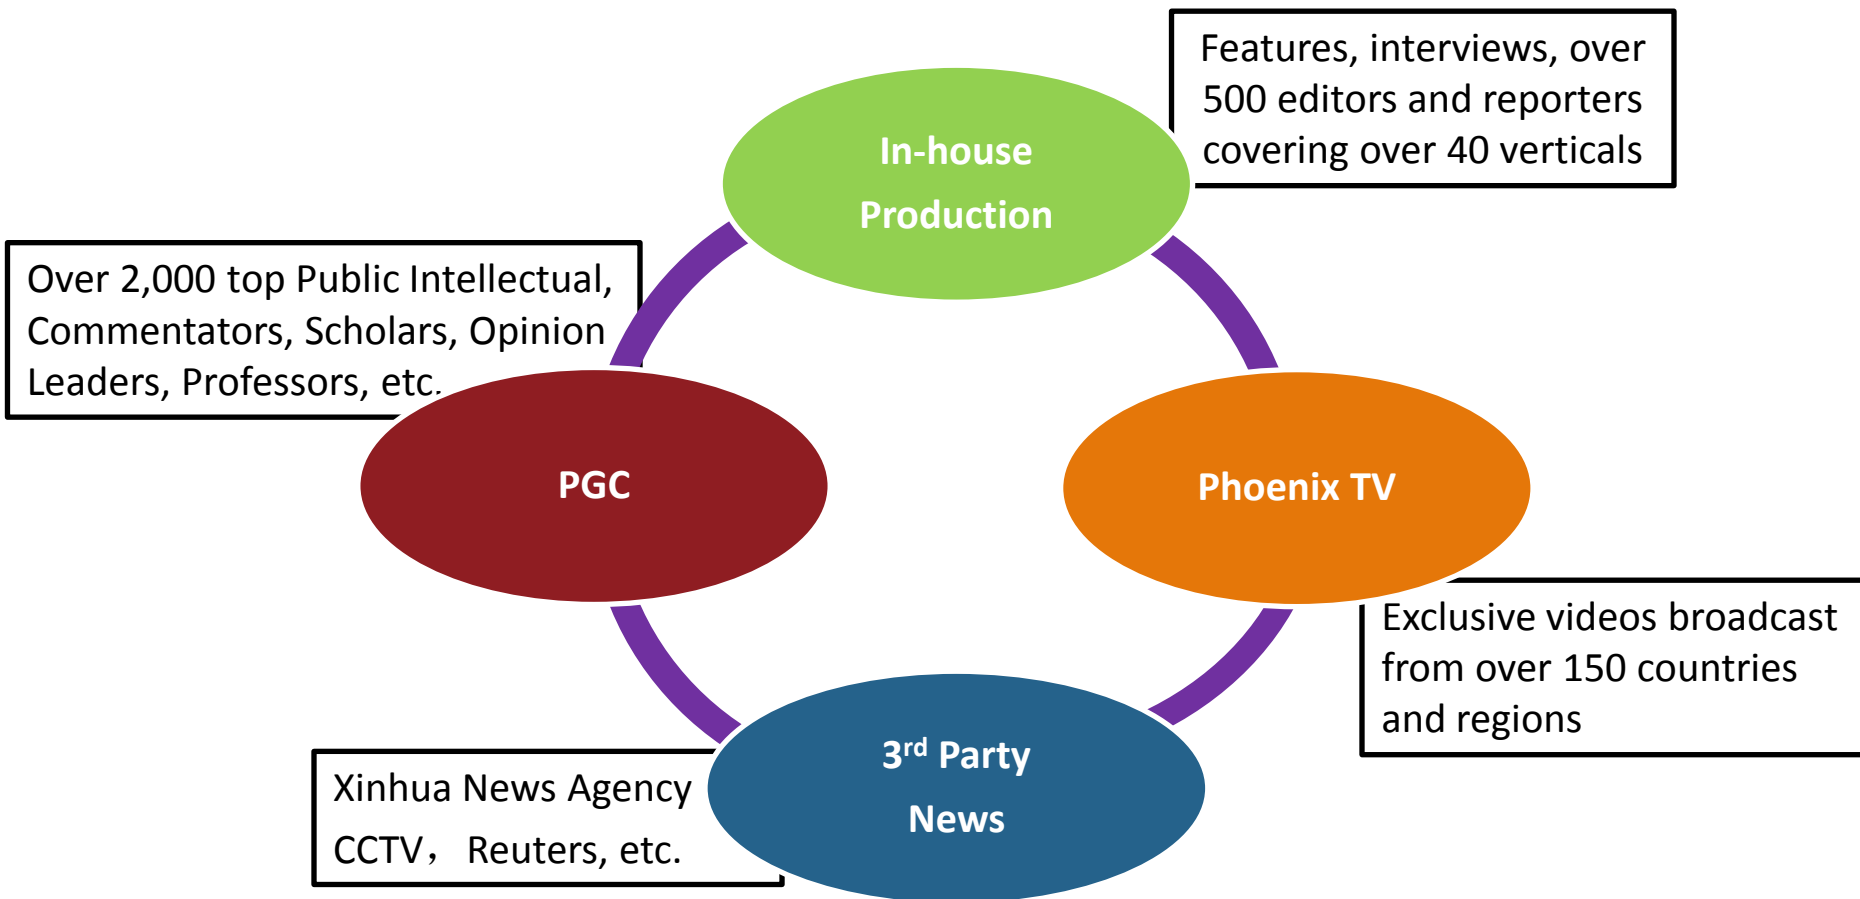 Features, interviews, over
500 editors and reporters
covering over 40 verticals
In-house
Production
Over 2,000 top Public Intellectual,
Commentators, Scholars, Opinion
Leaders, Professors, etc.
PGC
Phoenix TV
Exclusive videos broadcast
from over 150 countries
and regions
3rd Party
News
Xinhua News Agency
CCTV， Reuters, etc.